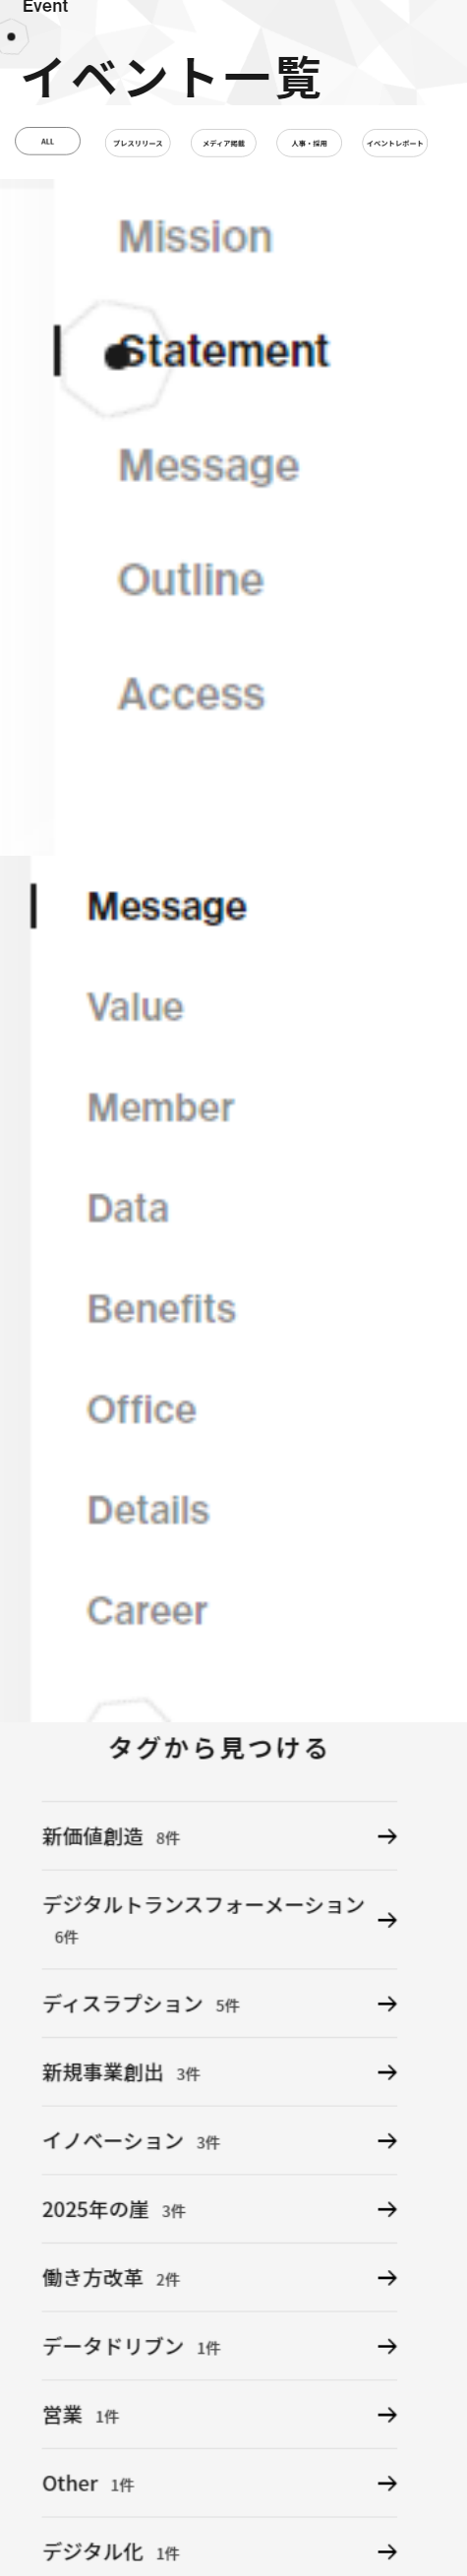 Event
イベント一覧
ALL プレスリリース メディア掲載 人事・採用 イベントレポート
Mission
Statement
Message
Outline
Access
Message
Value
Member
Data
Benefits
Office
Details
Career
タグから見つける
新価値創造 8件
デジタルトランスフォーメーション
6件
ディスラプション 5件
新規事業創出 3件
イノベーション 3件
2025年の崖 3件
働き方改革 2件
データドリブン 1件
営業 1件
Other 1件
デジタル化 1件